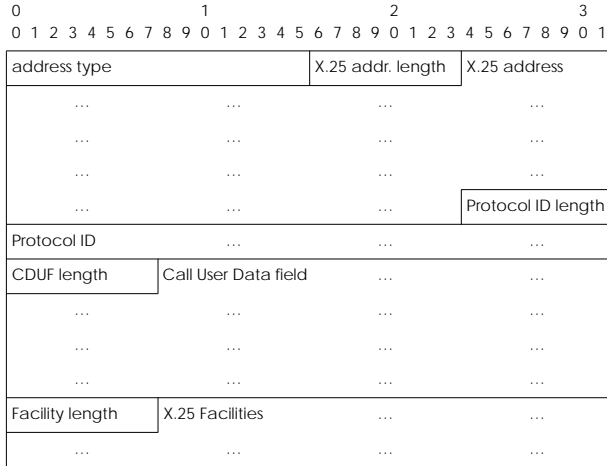 0 1 2 3
0 1 2 3 4 5 6 7 8 9 0 1 2 3 4 5 6 7 8 9 0 1 2 3 4 5 6 7 8 9 0 1
address type X.25 addr. length X.25 address
... ... ... ...
... ... ... ...
... ... ... ...
... ... ... Protocol ID length
Protocol ID ... ... ...
CDUF length Call User Data field ... ...
... ... ... ...
... ... ... ...
... ... ... ...
Facility length X.25 Facilities ... ...
... ... ... ...